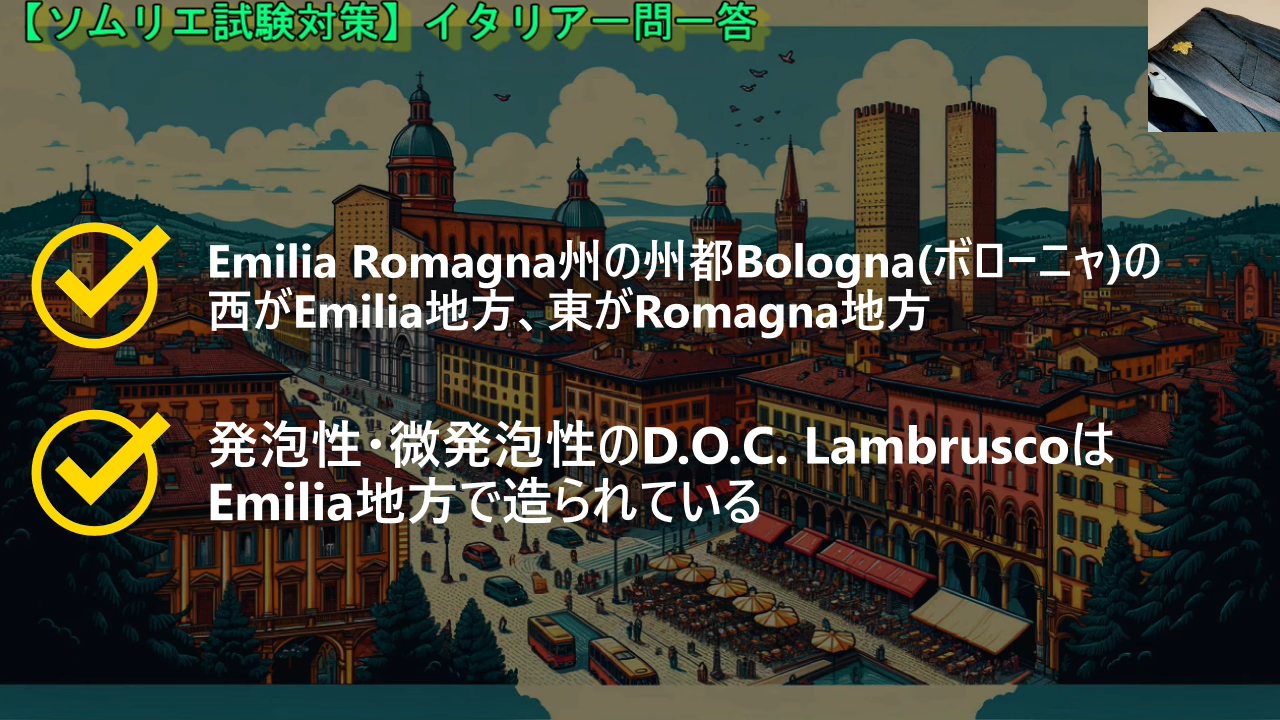 【ソムリエ試験対策】イタリア一問一答
Emilia Romagna州の州都Bologna(ボローニャ)の
西がEmilia地方、東がRomagna地方
発泡性・微発泡性のD.O.C. Lambruscoは
Emilia地方で造られている